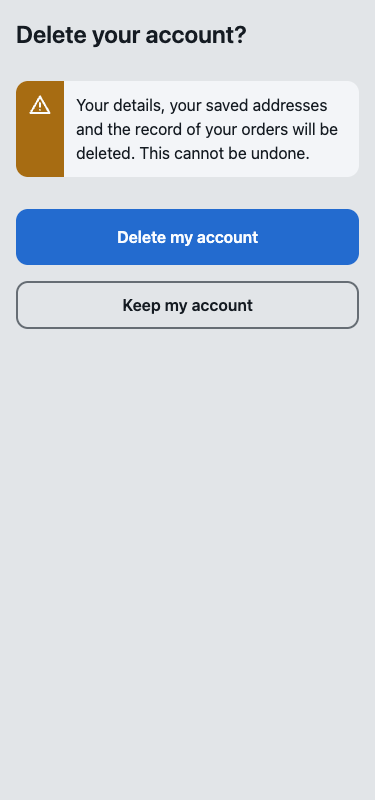 Delete your account?
Your details, your saved addresses
and the record of your orders will be
deleted. This cannot be undone.
Delete my account
Keep my account